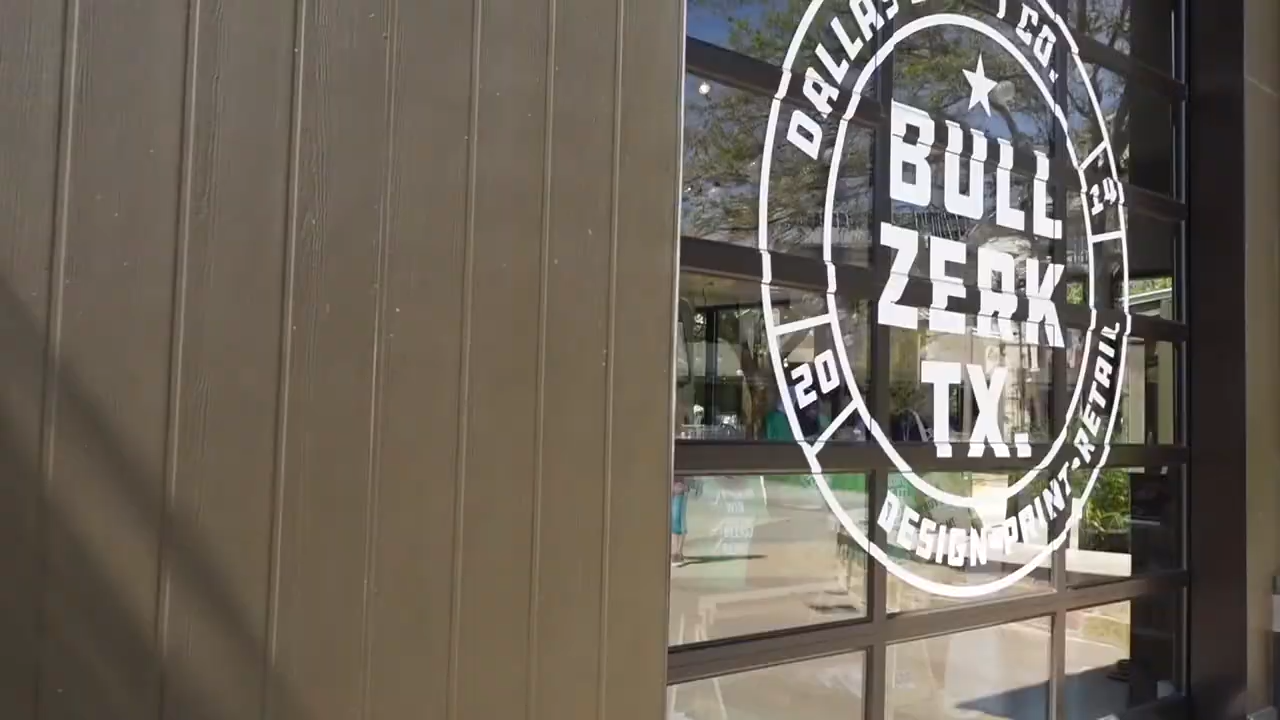 DALLAS
CO.
BULL
ZERK
TX.
20
14
DESIGN-PRINT-RETAIL